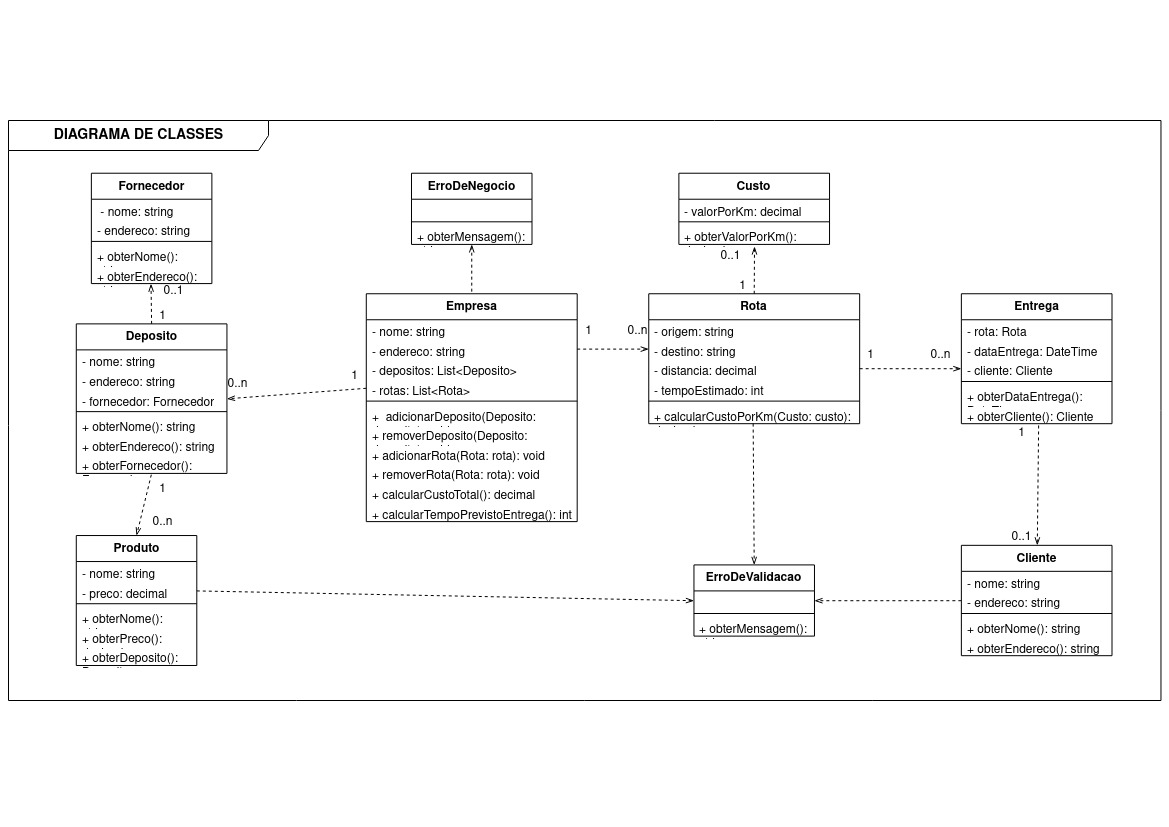 DIAGRAMA DE CLASSES
Fornecedor
- nome: string
- endereco: string
+ obterNome():
+ obterEndereco():
0..1
1
Deposito
- nome: string
- endereco: string
- fornecedor: Fornecedor
+ obterNome(): string
+ obterEndereco(): string
+ obterFornecedor():
0..n
1
1
0..n
Produto
- nome: string
- preco: decimal
+ obterNome():
+ obterPreco():
+ obterDeposito():
ErroDeNegocio
+ obterMensagem():
Empresa
- nome: string
- endereco: string
- depositos: List<Deposito>
- rotas: List<Rota>
+ adicionarDeposito(Deposito:
+ removerDeposito(Deposito:
+ adicionarRota(Rota: rota): void
+ removerRota(Rota: rota): void
+ calcularCustoTotal(): decimal
+ calcularTempoPrevistoEntrega(): int
1
0..n
Custo
- valorPorKm: decimal
+ obterValorPorKm():
0..1
1
Rota
- origem: string
- destino: string
- distancia: decimal
- tempoEstimado: int
+ calcularCustoPorKm(Custo: custo):
1
0..n
ErroDeValidacao
+ obterMensagem():
Entrega
- rota: Rota
- dataEntrega: DateTime
- cliente: Cliente
+ obterDataEntrega():
+ obterCliente(): Cliente
1
0..1
Cliente
- nome: string
- endereco: string
+ obterNome(): string
+ obterEndereco(): string